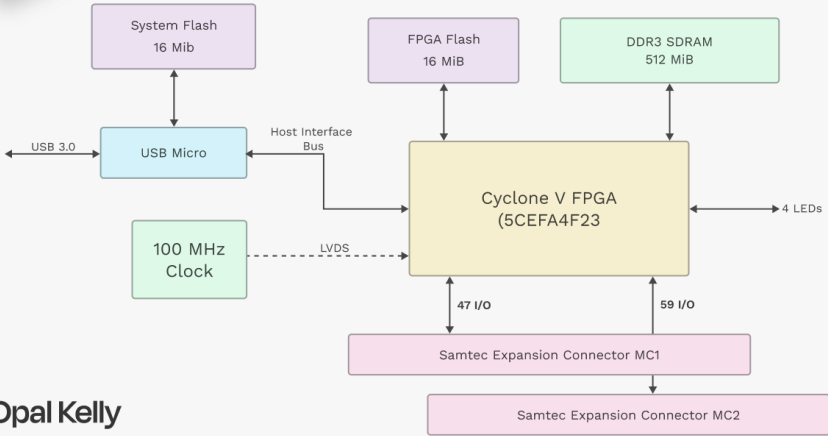 System Flash
16 Mib
FPGA Flash
16 MiB
DDR3 SDRAM
512 MiB
USB 3.0
USB Micro
Host Interface
Bus
Cyclone V FPGA
(5CEFA4F23
4 LEDs
100 MHz
Clock
LVDS
47 I/O
59 I/O
Samtec Expansion Connector MC1
Samtec Expansion Connector MC2
Opal Kelly